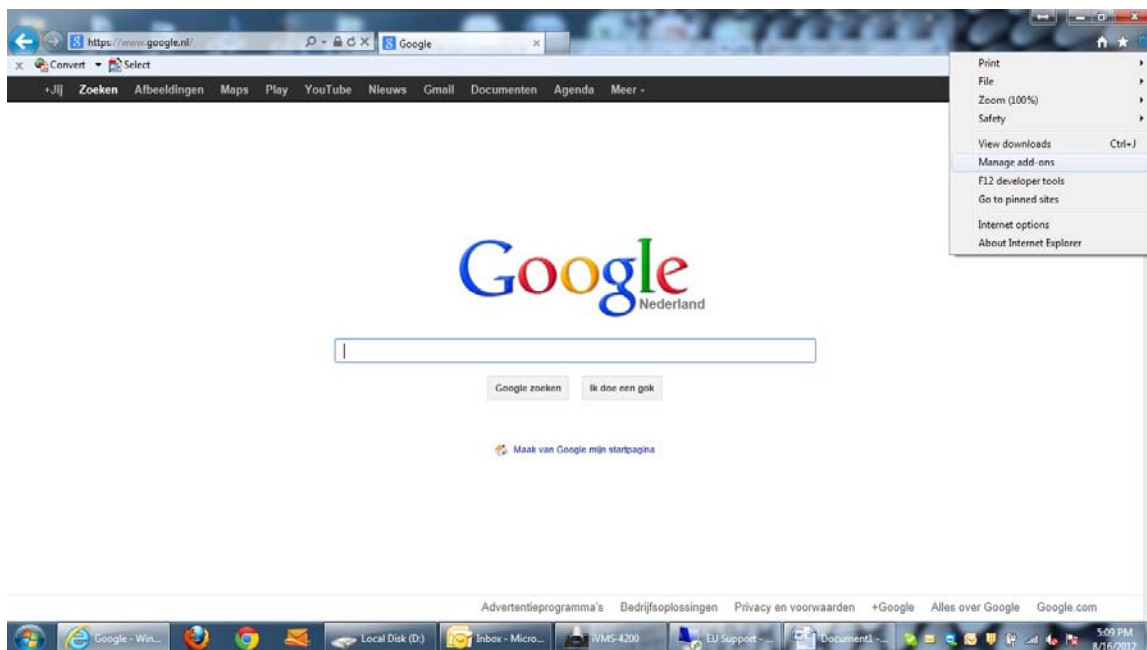 https://www.google.nl/
Google
Convert Select
+Jij Zoeken Afbeeldingen Maps Play YouTube Nieuws Gmail Documenten Agenda Meer
Print
File
Zoom (100%)
Safety
View downloads Ctrl+J
Manage add-ons
F12 developer tools
Go to pinned sites
Internet options
About Internet Explorer
Google
Nederland
Google zoeken Ik doe een gok
Maak van Google mijn startpagina
Advertentieprogramma's Bedrijfsoplossingen Privacy en voorwaarden +Google Alles over Google Google.com
Google - Win... Local Disk (D:) Inbox - Micro... iVMS-4200 EU Support - ... Document1 -... 5:09 PM
8/16/2012